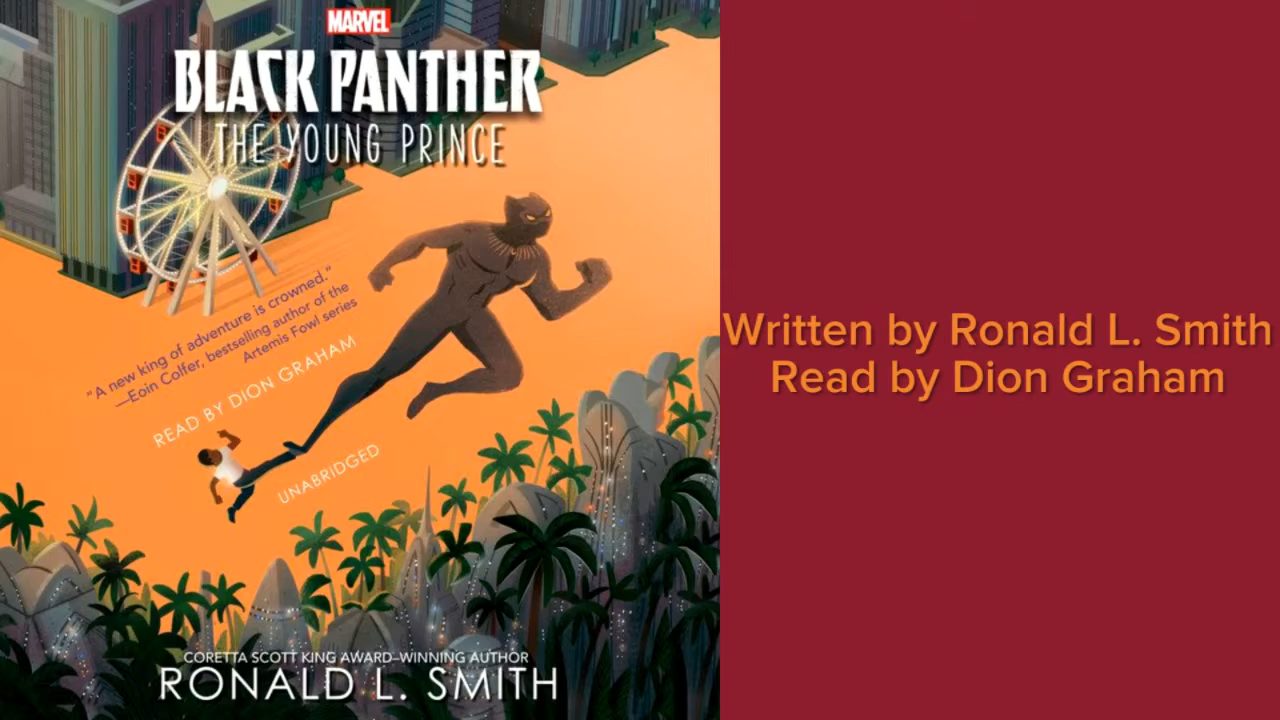 MARVEL
BLACK PANTHER
THE YOUNG PRINCE
"A new king of adventure is crowned."
—Eoin Colfer, bestselling author of the
Artemis Fowl series
READ BY DION GRAHAM
UNABRIDGED
CORETTA SCOTT KING AWARD–WINNING AUTHOR
RONALD L. SMITH
Written by Ronald L. Smith
Read by Dion Graham